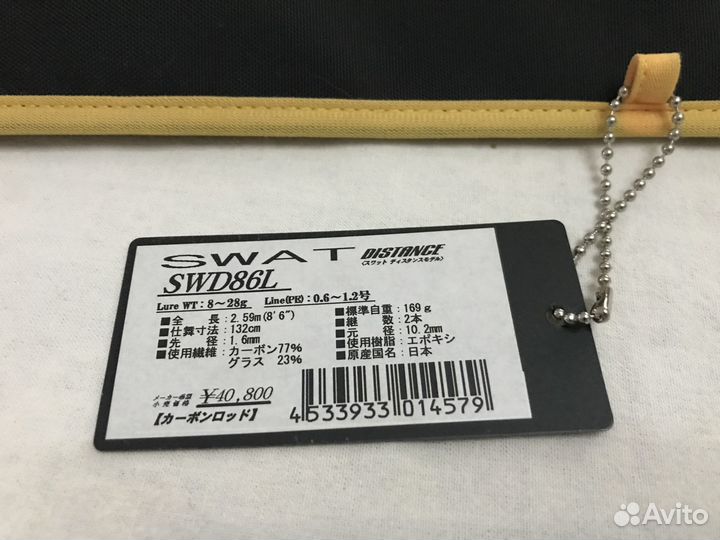 SWAT DISTANCE
(スワット ディスタンスモデル)
SWD86L
Lure WT:8~28g Line(PE):0.6~1.2号
■全長:2.59m(8'6") ■標準自重:169g
■仕舞寸法:132cm ■継数:2本
■先径:1.6mm ■元径:10.2mm
■使用繊維:カーボン77% ■使用樹脂:エポキシ
グラス 23% ■原産国名:日本
メーカー希望
小売価格 ¥40,800
【カーボンロッド】
4533933014579
Avito